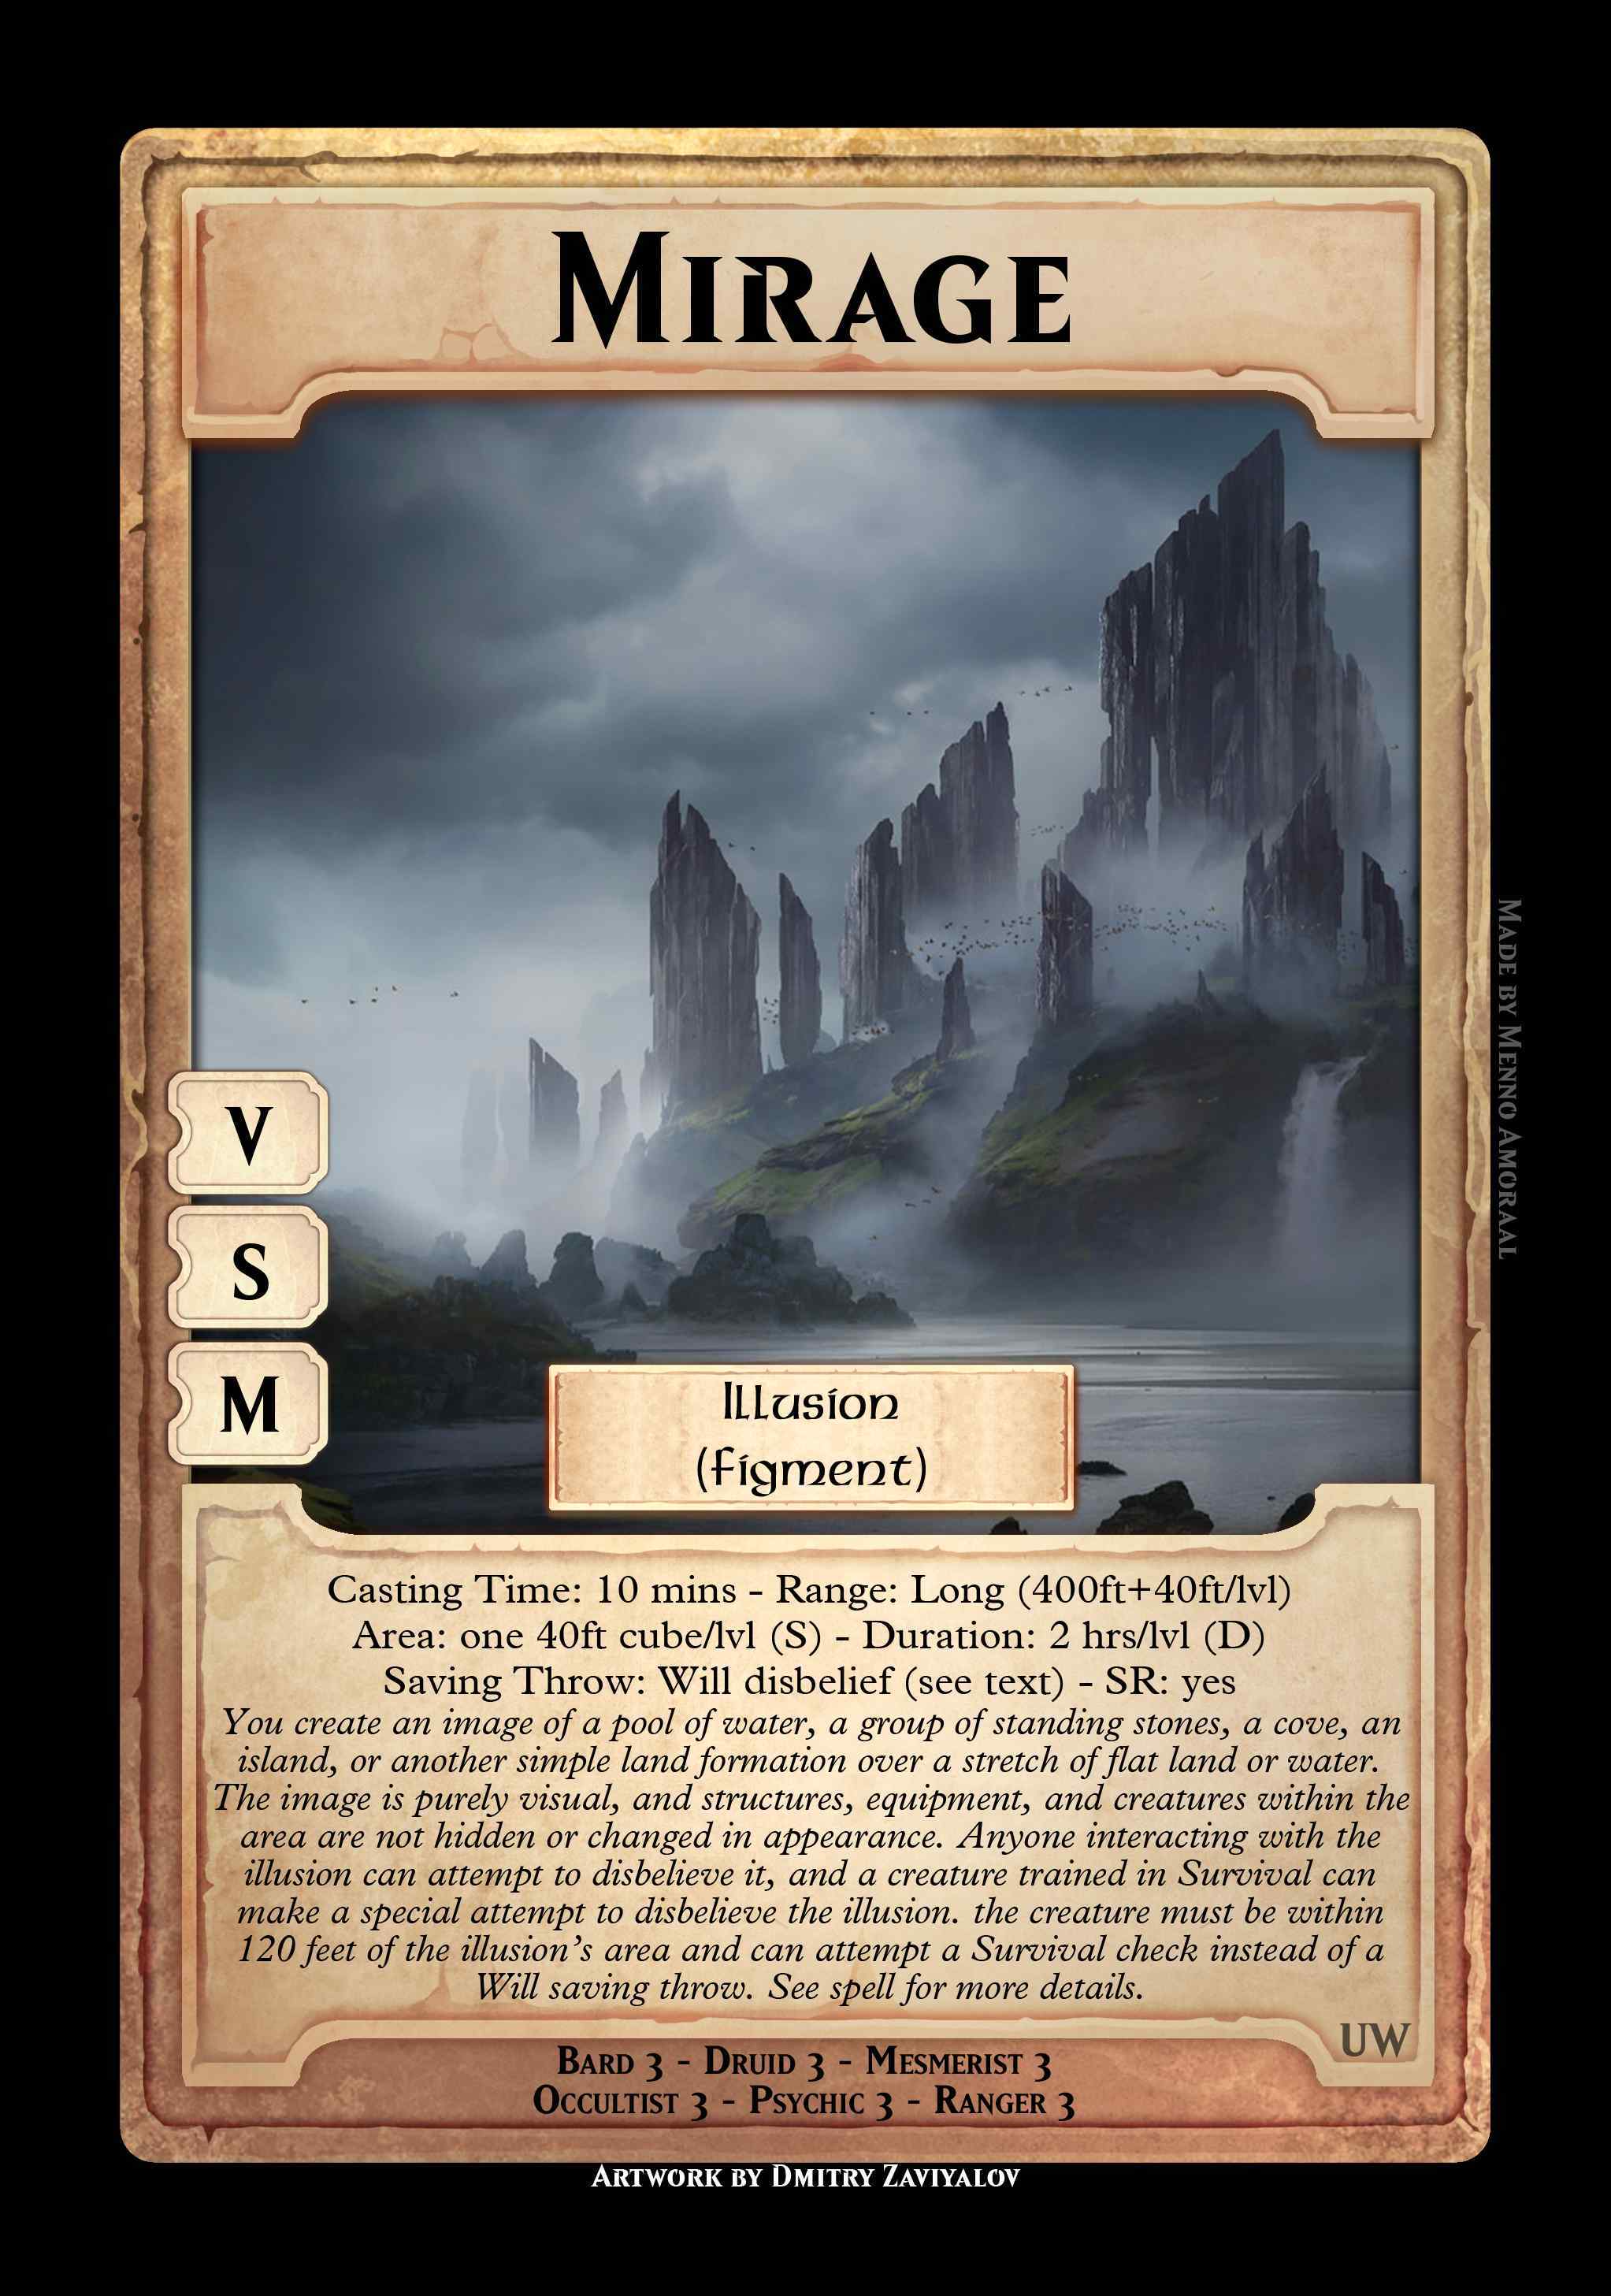 Mirage
V
S
M
Illusion
(Figment)
Casting Time: 10 mins - Range: Long (400ft+40ft/lvl)
Area: one 40ft cube/lvl (S) - Duration: 2 hrs/lvl (D)
Saving Throw: Will disbelief (see text) - SR: yes
You create an image of a pool of water, a group of standing stones, a cove, an
island, or another simple land formation over a stretch of flat land or water.
The image is purely visual, and structures, equipment, and creatures within the
area are not hidden or changed in appearance. Anyone interacting with the
illusion can attempt to disbelieve it, and a creature trained in Survival can
make a special attempt to disbelieve the illusion. the creature must be within
120 feet of the illusion's area and can attempt a Survival check instead of a
Will saving throw. See spell for more details.
UW
Bard 3 - Druid 3 - Mesmerist 3
Occultist 3 - Psychic 3 - Ranger 3
Artwork by Dmitry Zaviyalov
Made by Menno Amoraal